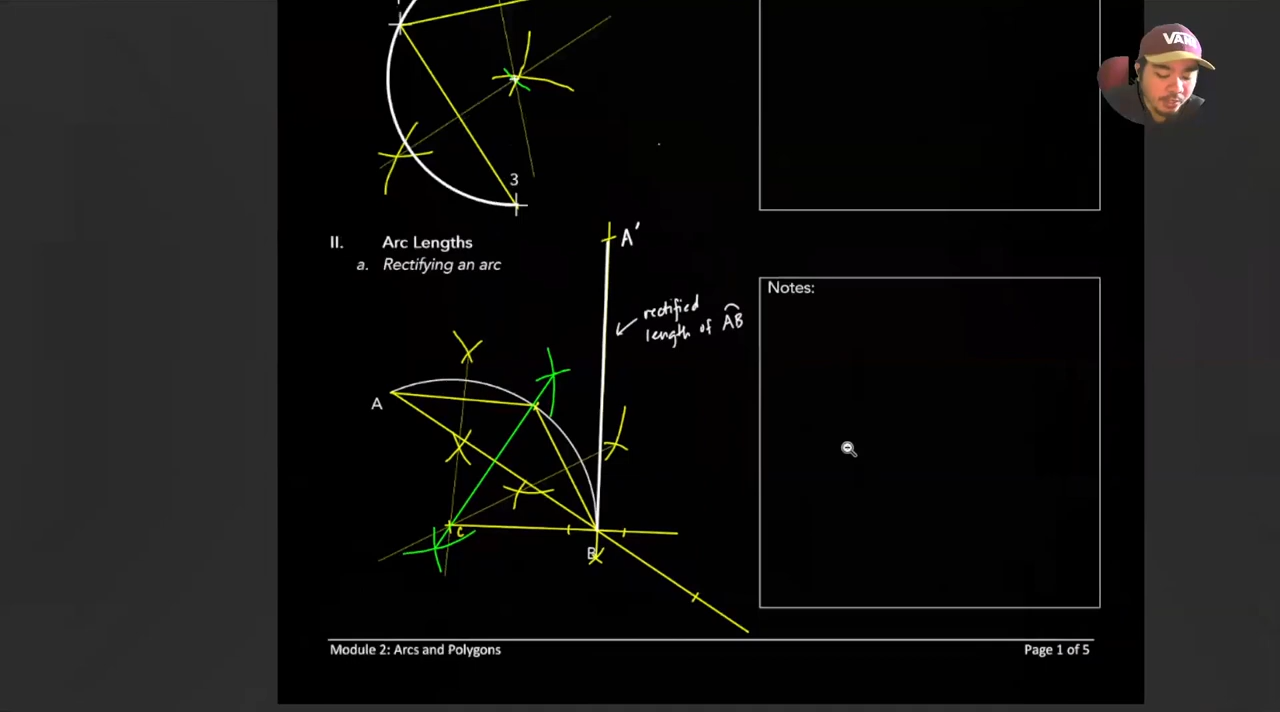 VANS
3
II. Arc Lengths
a. Rectifying an arc
A'
rectified
length of AB
Notes:
A
C
B
Module 2: Arcs and Polygons
Page 1 of 5